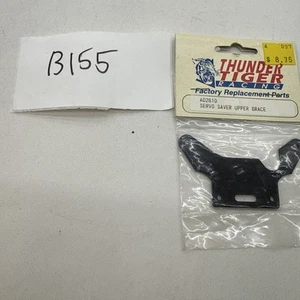 B155
THUNDER
TIGER
RACING
Factory Replacement Parts
AD2610
SERVO SAVER UPPER BRACE
$ 8.75